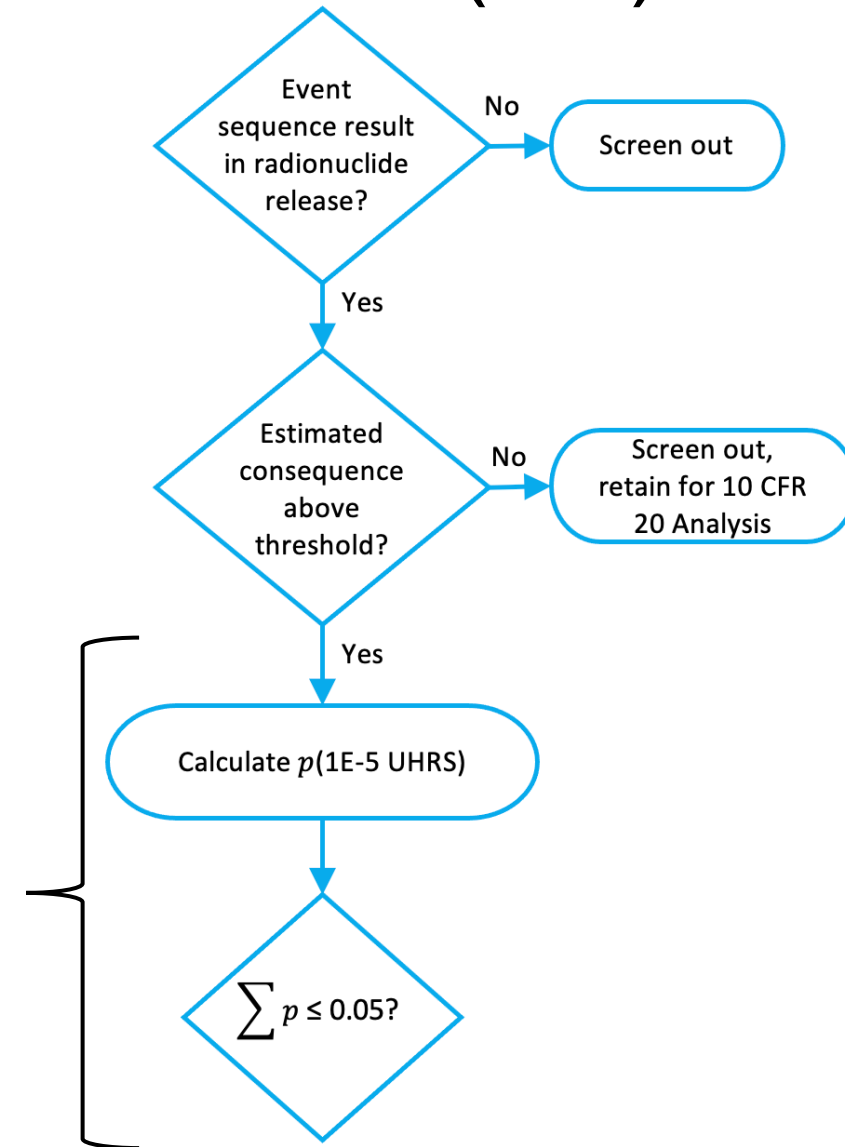 Event
sequence result
in radionuclide
release?
No
Screen out
Yes
Estimated
consequence
above
threshold?
No
Screen out,
retain for 10 CFR
20 Analysis
Yes
Calculate p(1E-5 UHRS)
∑ p ≤ 0.05?